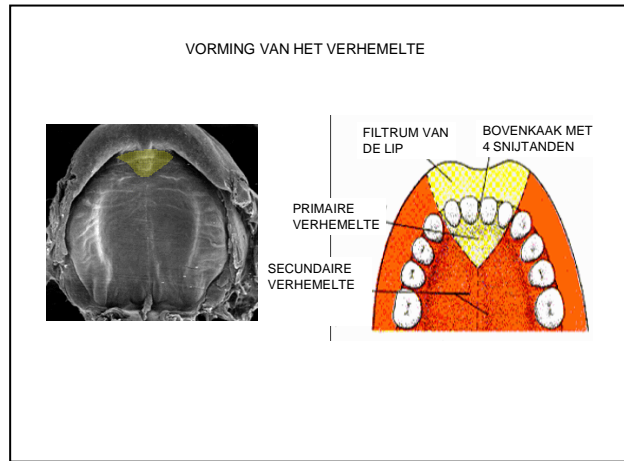 VORMING VAN HET VERHEMELTE
FILTRUM VAN
DE LIP
BOVENKAAK MET
4 SNIJTANDEN
PRIMAIRE
VERHEMELTE
SECUNDAIRE
VERHEMELTE